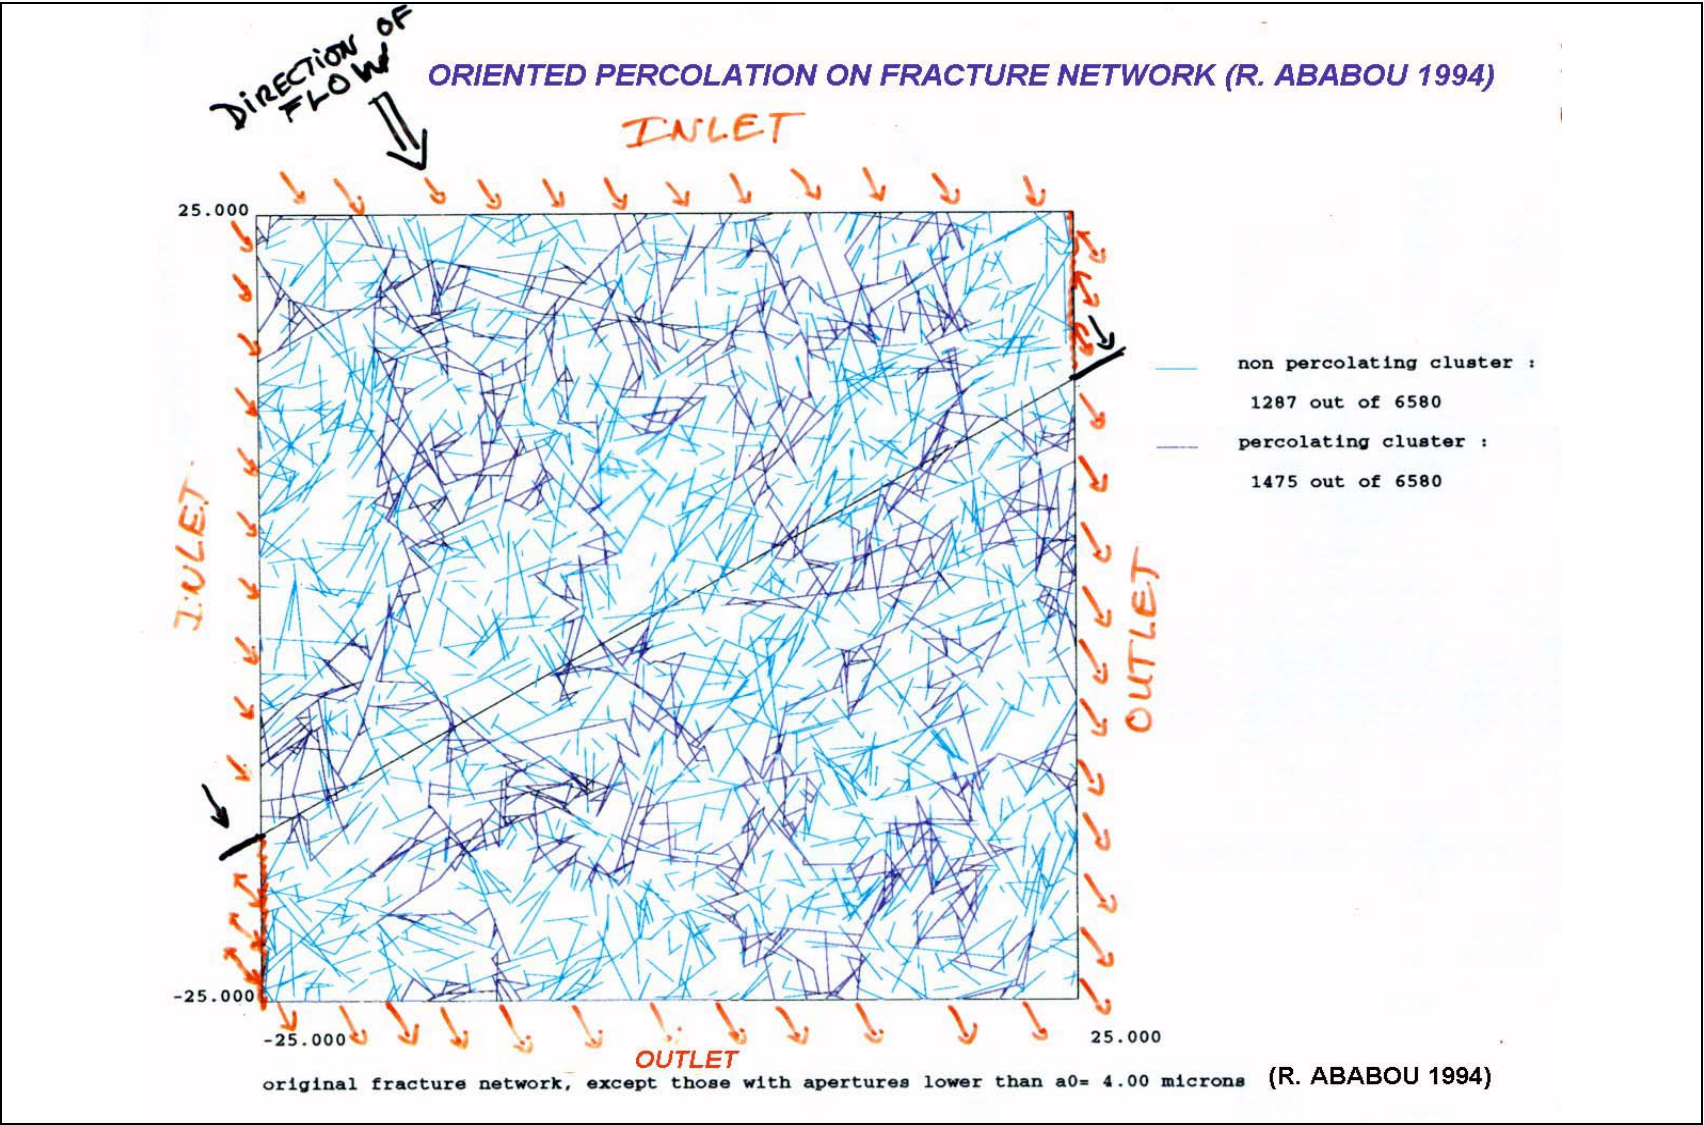 DIRECTION OF
FLOW
ORIENTED PERCOLATION ON FRACTURE NETWORK (R. ABABOU 1994)
INLET
25.000
non percolating cluster :
1287 out of 6580
percolating cluster :
1475 out of 6580
INLET
OUTLET
-25.000
-25.000
25.000
OUTLET
original fracture network, except those with apertures lower than a0= 4.00 microns
(R. ABABOU 1994)